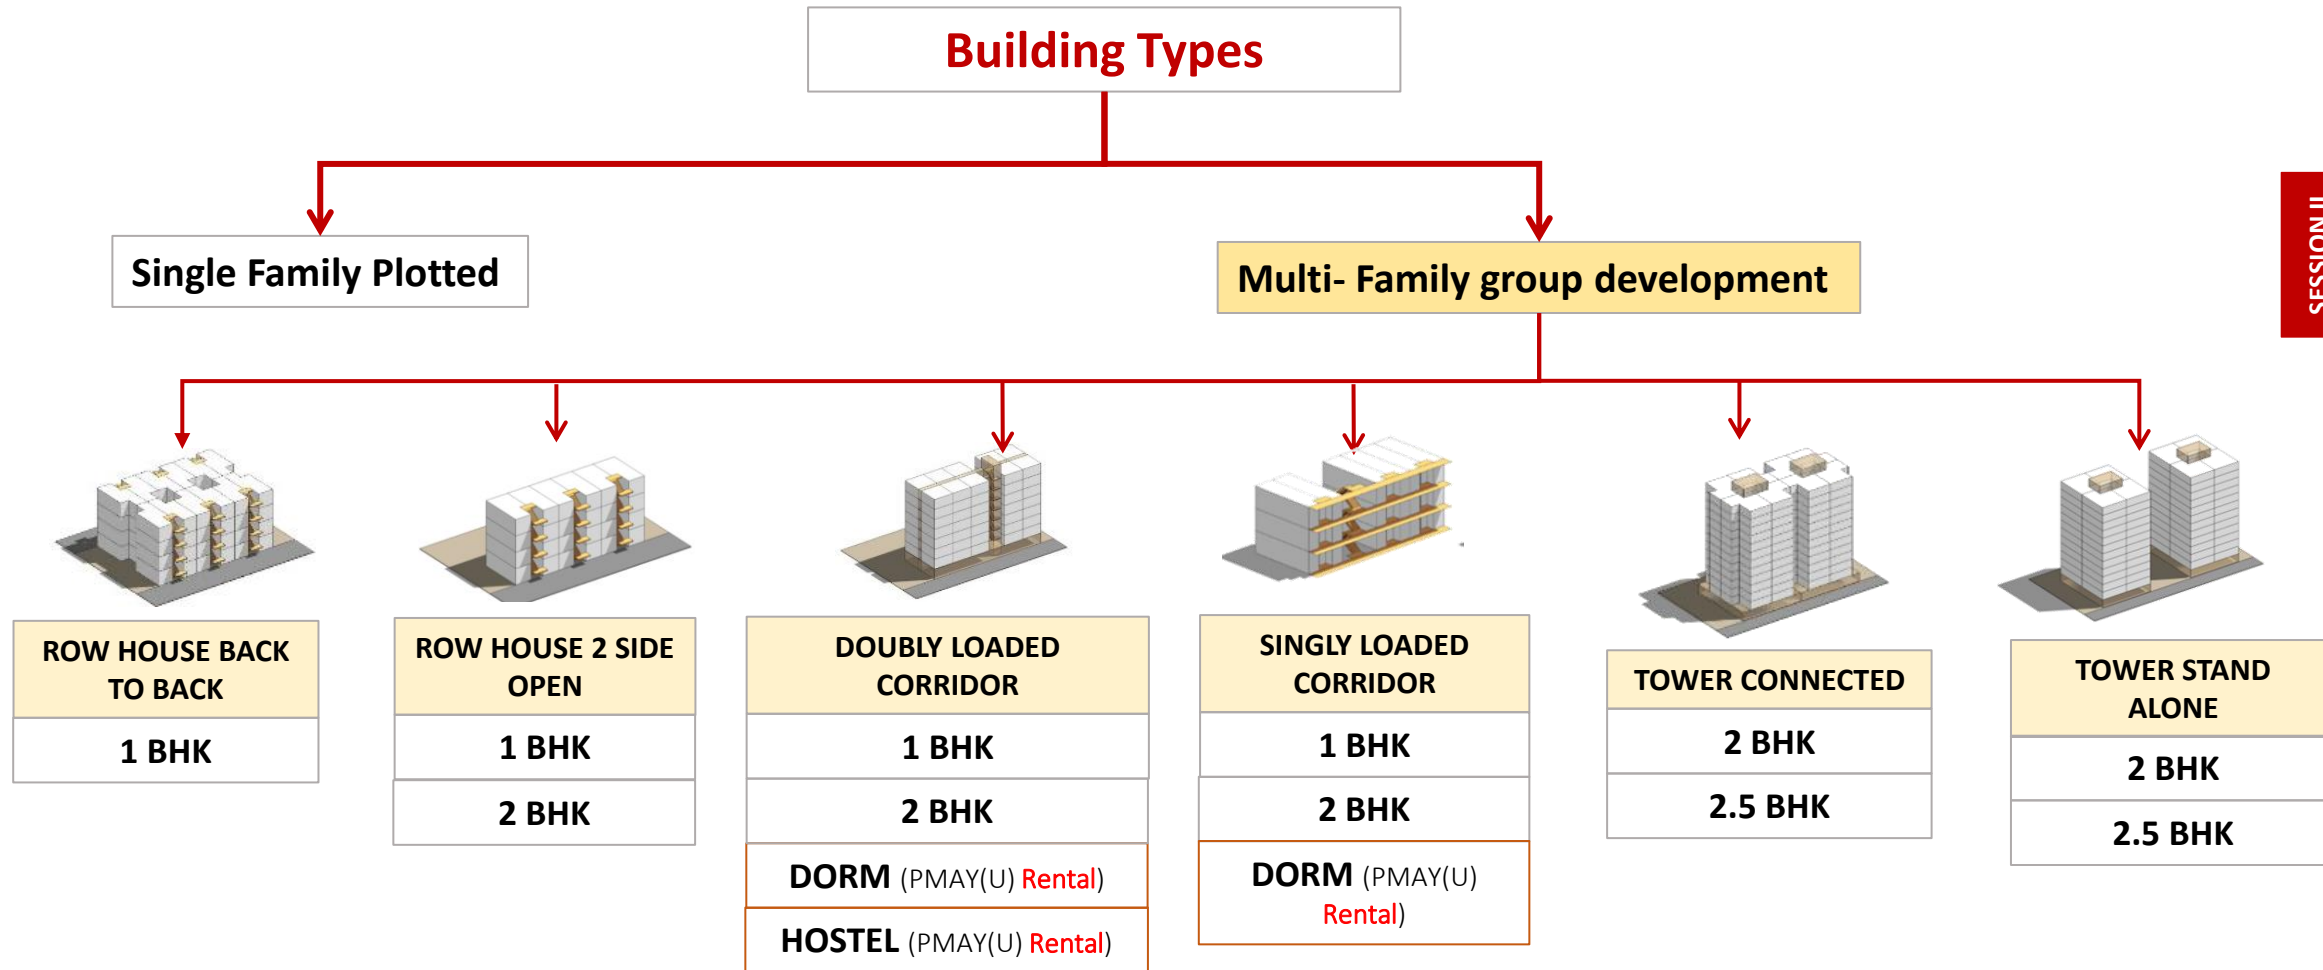 Building Types
Single Family Plotted
Multi- Family group development
SESSION II
ROW HOUSE BACK
TO BACK
1 BHK
ROW HOUSE 2 SIDE
OPEN
1 BHK
2 BHK
DOUBLY LOADED
CORRIDOR
1 BHK
2 BHK
DORM (PMAY(U) Rental)
HOSTEL (PMAY(U) Rental)
SINGLY LOADED
CORRIDOR
1 BHK
2 BHK
DORM (PMAY(U)
Rental)
TOWER CONNECTED
2 BHK
2.5 BHK
TOWER STAND
ALONE
2 BHK
2.5 BHK